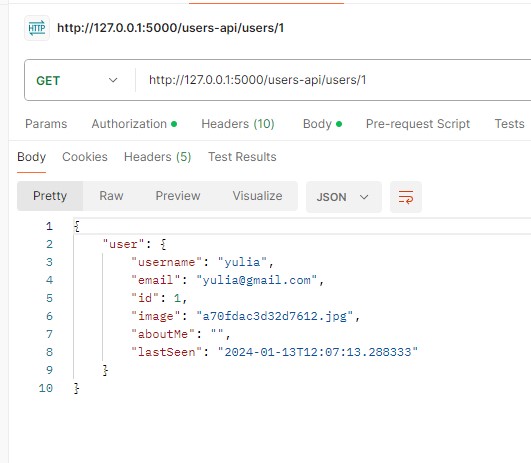 HTTP http://127.0.0.1:5000/users-api/users/1
GET http://127.0.0.1:5000/users-api/users/1
Params Authorization Headers (10) Body Pre-request Script Tests
Body Cookies Headers (5) Test Results
Pretty Raw Preview Visualize JSON
1 {
2 "user": {
3 "username": "yulia",
4 "email": "yulia@gmail.com",
5 "id": 1,
6 "image": "a70fdac3d32d7612.jpg",
7 "aboutMe": "",
8 "lastSeen": "2024-01-13T12:07:13.288333"
9 }
10 }